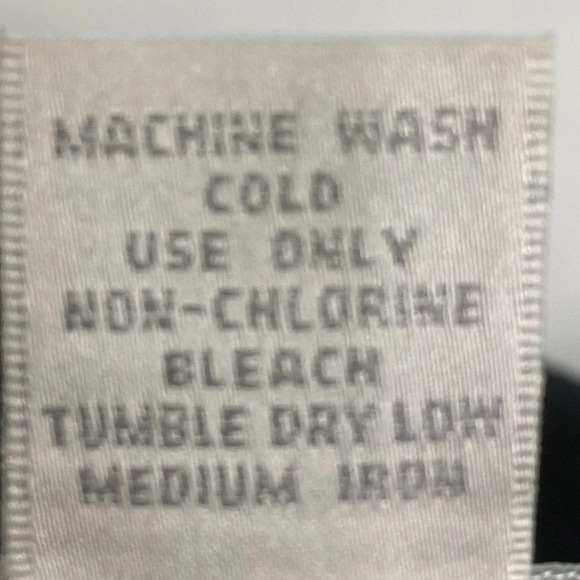 MACHINE WASH
COLD
USE ONLY
NON-CHLORINE
BLEACH
TUMBLE DRY LOW
MEDIUM IRON